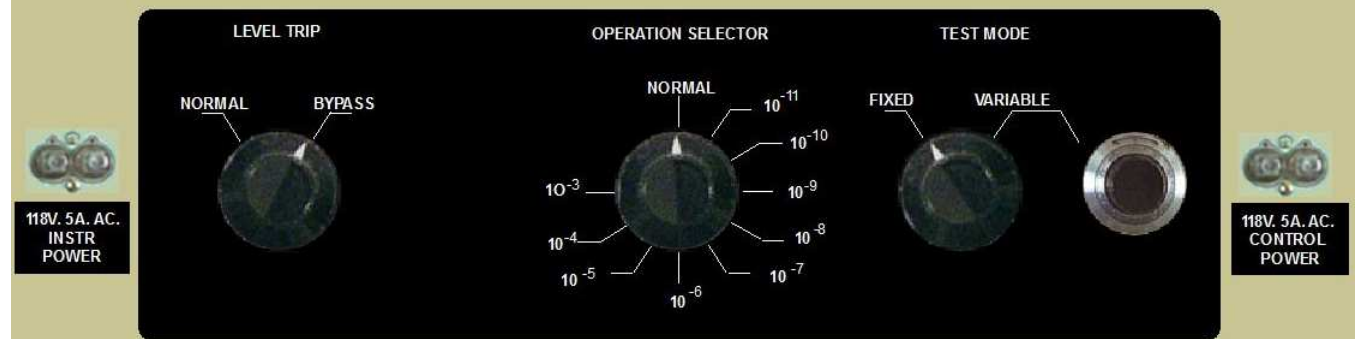 LEVEL TRIP
OPERATION SELECTOR
TEST MODE
NORMAL
BYPASS
NORMAL
10-11
10-10
10-9
10-8
10-7
10-6
10-5
10-4
10-3
FIXED
VARIABLE
118V. 5A. AC.
INSTR
POWER
118V. 5A. AC.
CONTROL
POWER